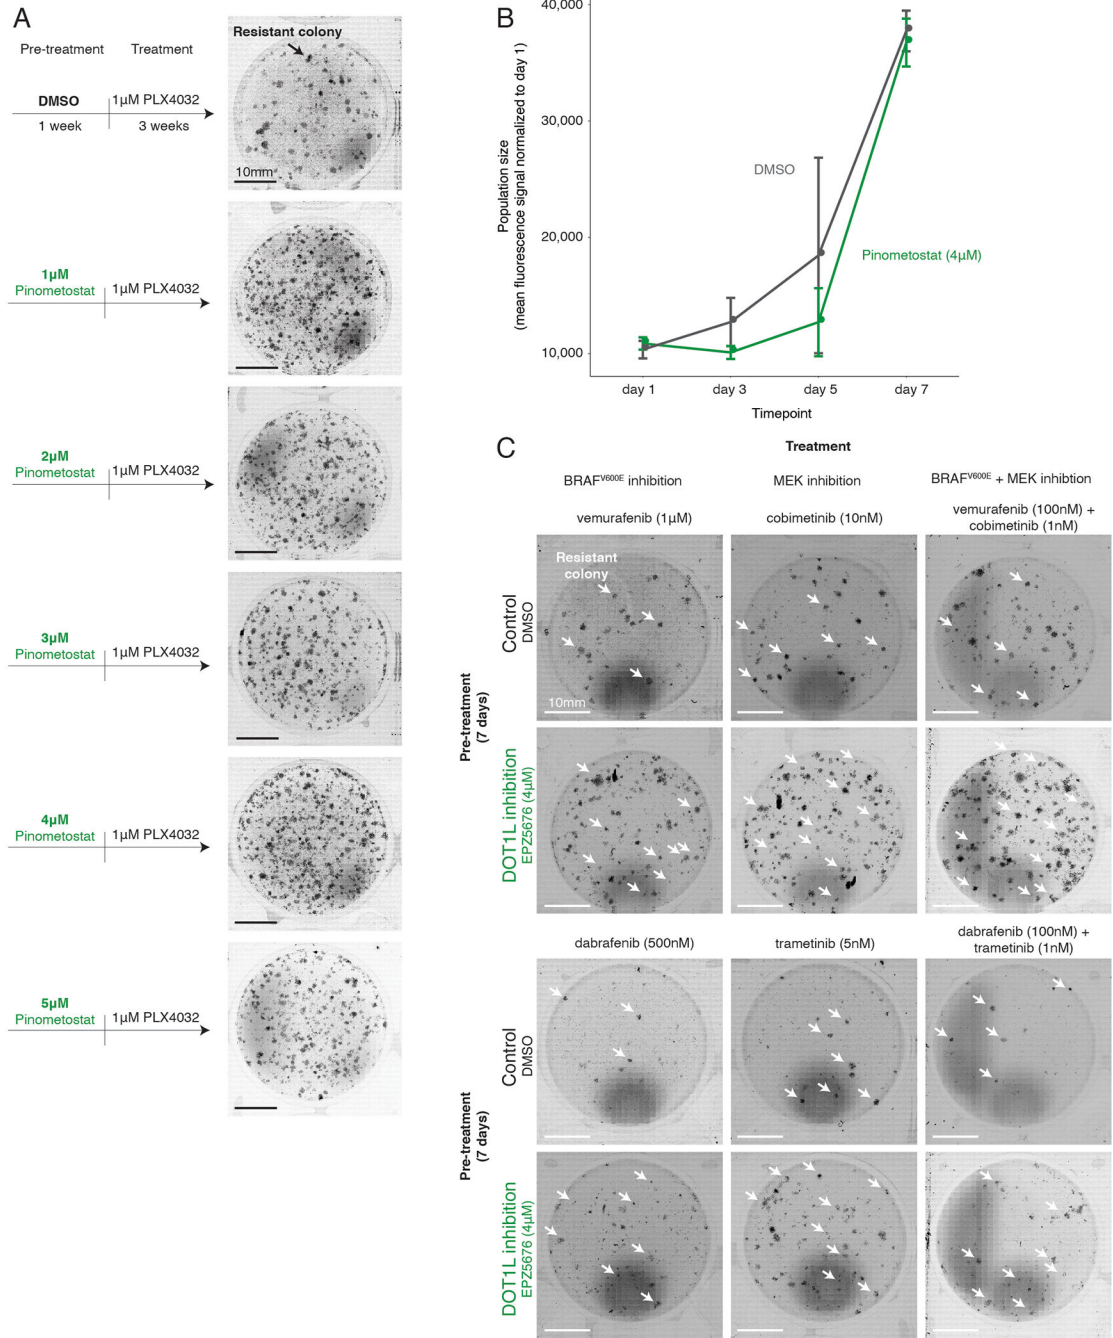 A
Pre-treatment
Treatment
DMSO
1µM PLX4032
1 week
3 weeks
Resistant colony
10mm
1µM
Pinometostat
1µM PLX4032
2µM
Pinometostat
1µM PLX4032
3µM
Pinometostat
1µM PLX4032
4µM
Pinometostat
1µM PLX4032
5µM
Pinometostat
1µM PLX4032
B
Population size
(mean fluorescence signal normalized to day 1)
40,000
30,000
20,000
10,000
DMSO
Pinometostat (4µM)
day 1
day 3
day 5
day 7
Timepoint
C
Treatment
BRAFV600E inhibition
MEK inhibition
BRAFV600E + MEK inhibtion
vemurafenib (1µM)
cobimetinib (10nM)
vemurafenib (100nM) +
cobimetinib (1nM)
Pre-treatment
(7 days)
Control
DMSO
Resistant
colony
10mm
DOT1L inhibition
EPZ5676 (4µM)
dabrafenib (500nM)
trametinib (5nM)
dabrafenib (100nM) +
trametinib (1nM)
Pre-treatment
(7 days)
Control
DMSO
DOT1L inhibition
EPZ5676 (4µM)